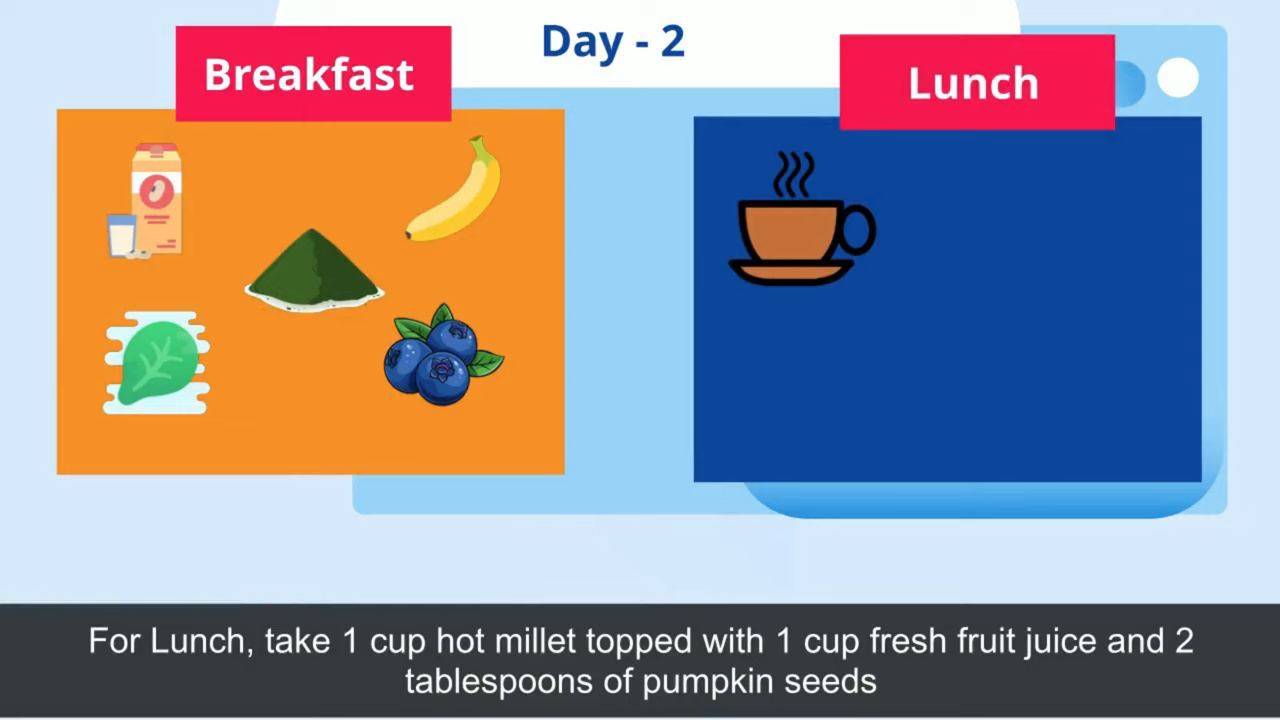 Day - 2
Breakfast
Lunch
For Lunch, take 1 cup hot millet topped with 1 cup fresh fruit juice and 2
tablespoons of pumpkin seeds